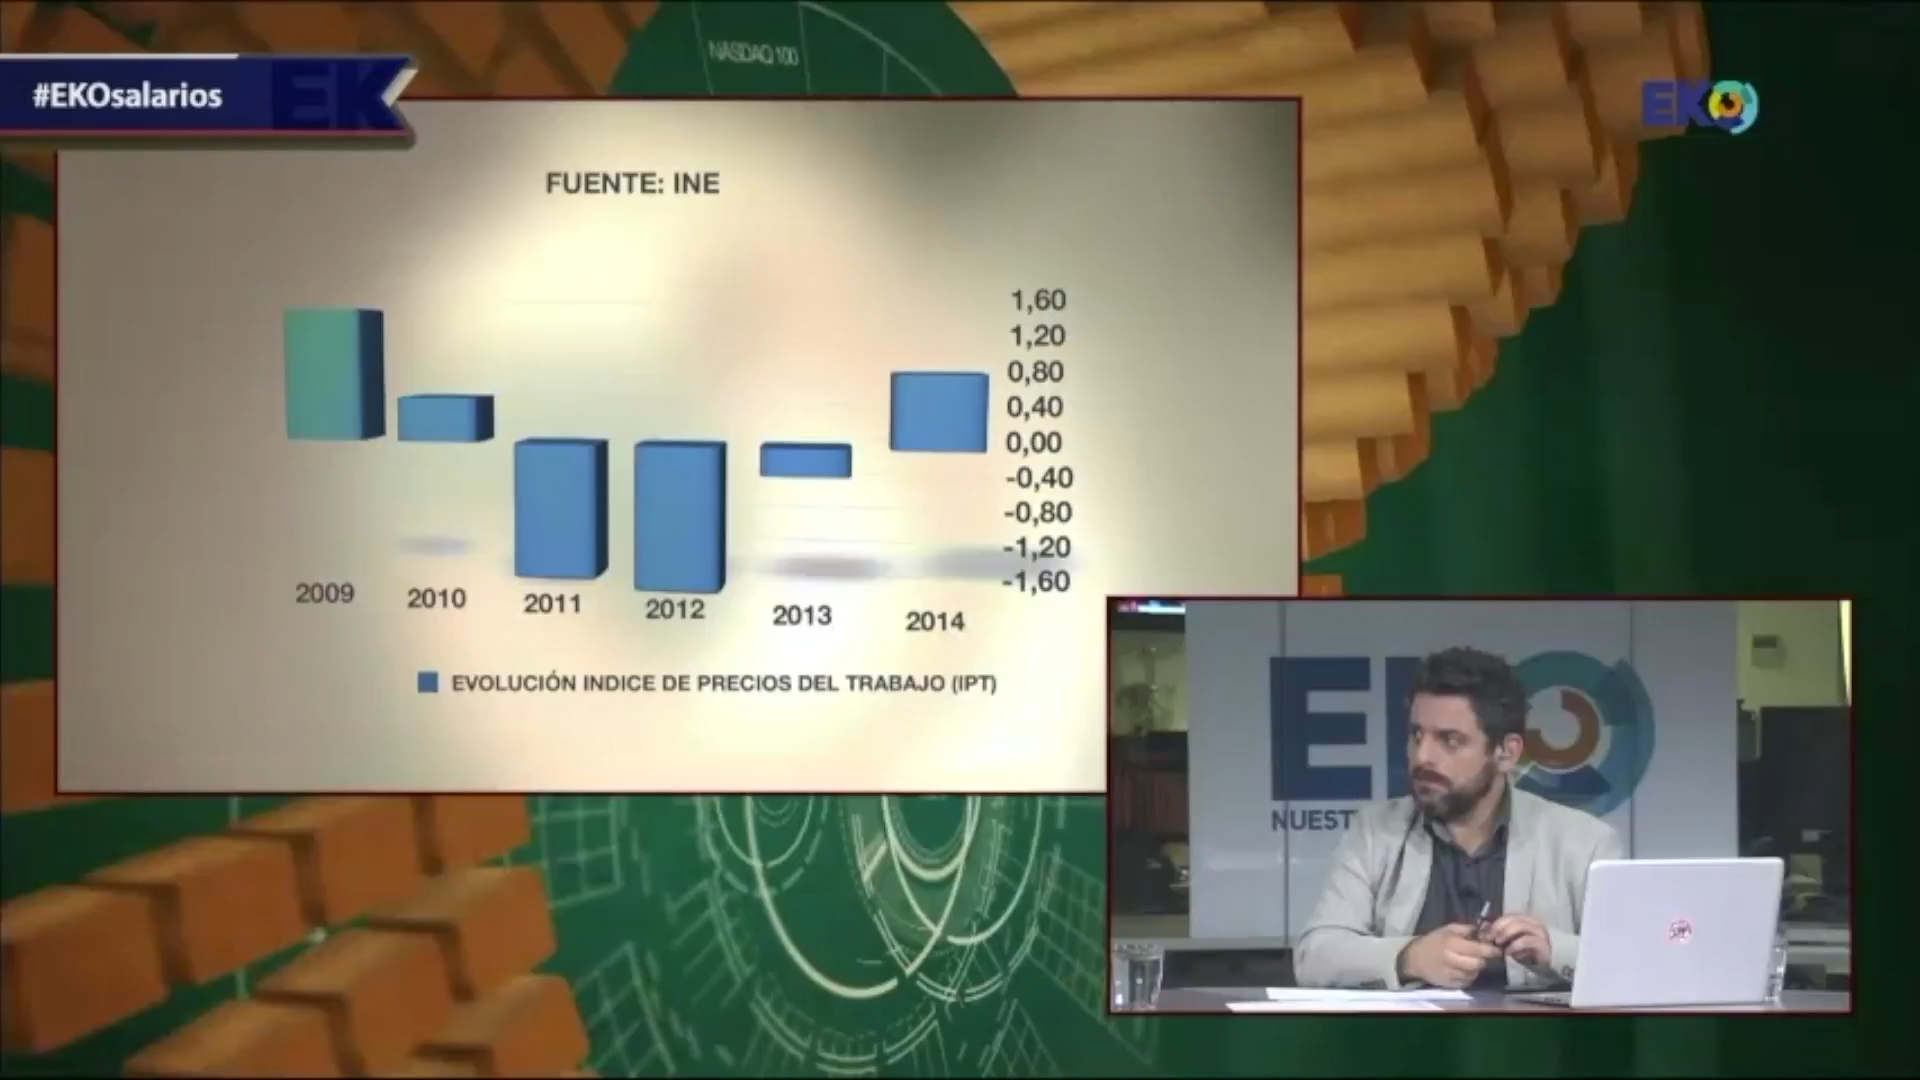 NASDAQ 100
#EKOsalarios
EK
EKO
FUENTE: INE
1,60
1,20
0,80
0,40
0,00
-0,40
-0,80
-1,20
-1,60
2009
2010
2011
2012
2013
2014
EVOLUCIÓN INDICE DE PRECIOS DEL TRABAJO (IPT)
EKO
NUEST